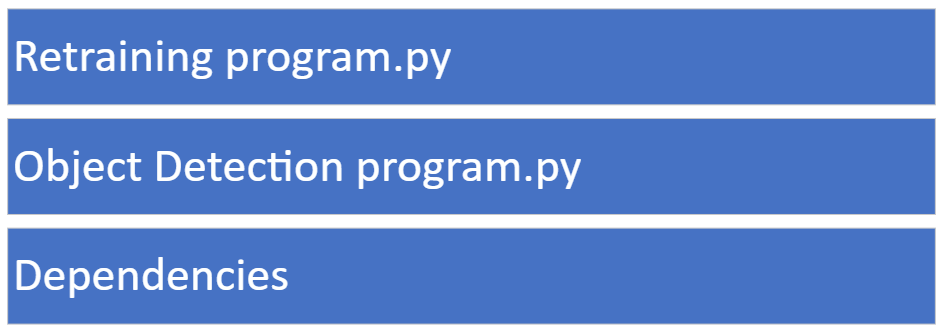 Retraining program.py
Object Detection program.py
Dependencies